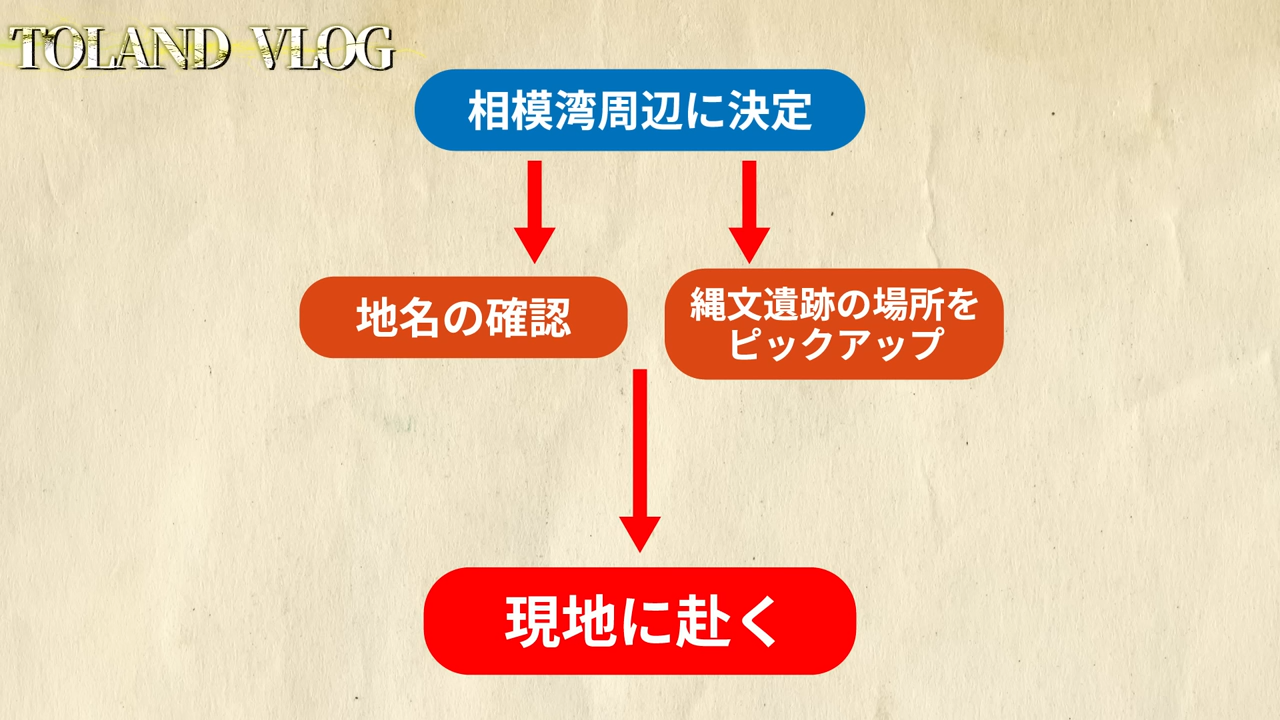 TOLAND VLOG
相模湾周辺に決定
地名の確認
縄文遺跡の場所を
ピックアップ
現地に赴く